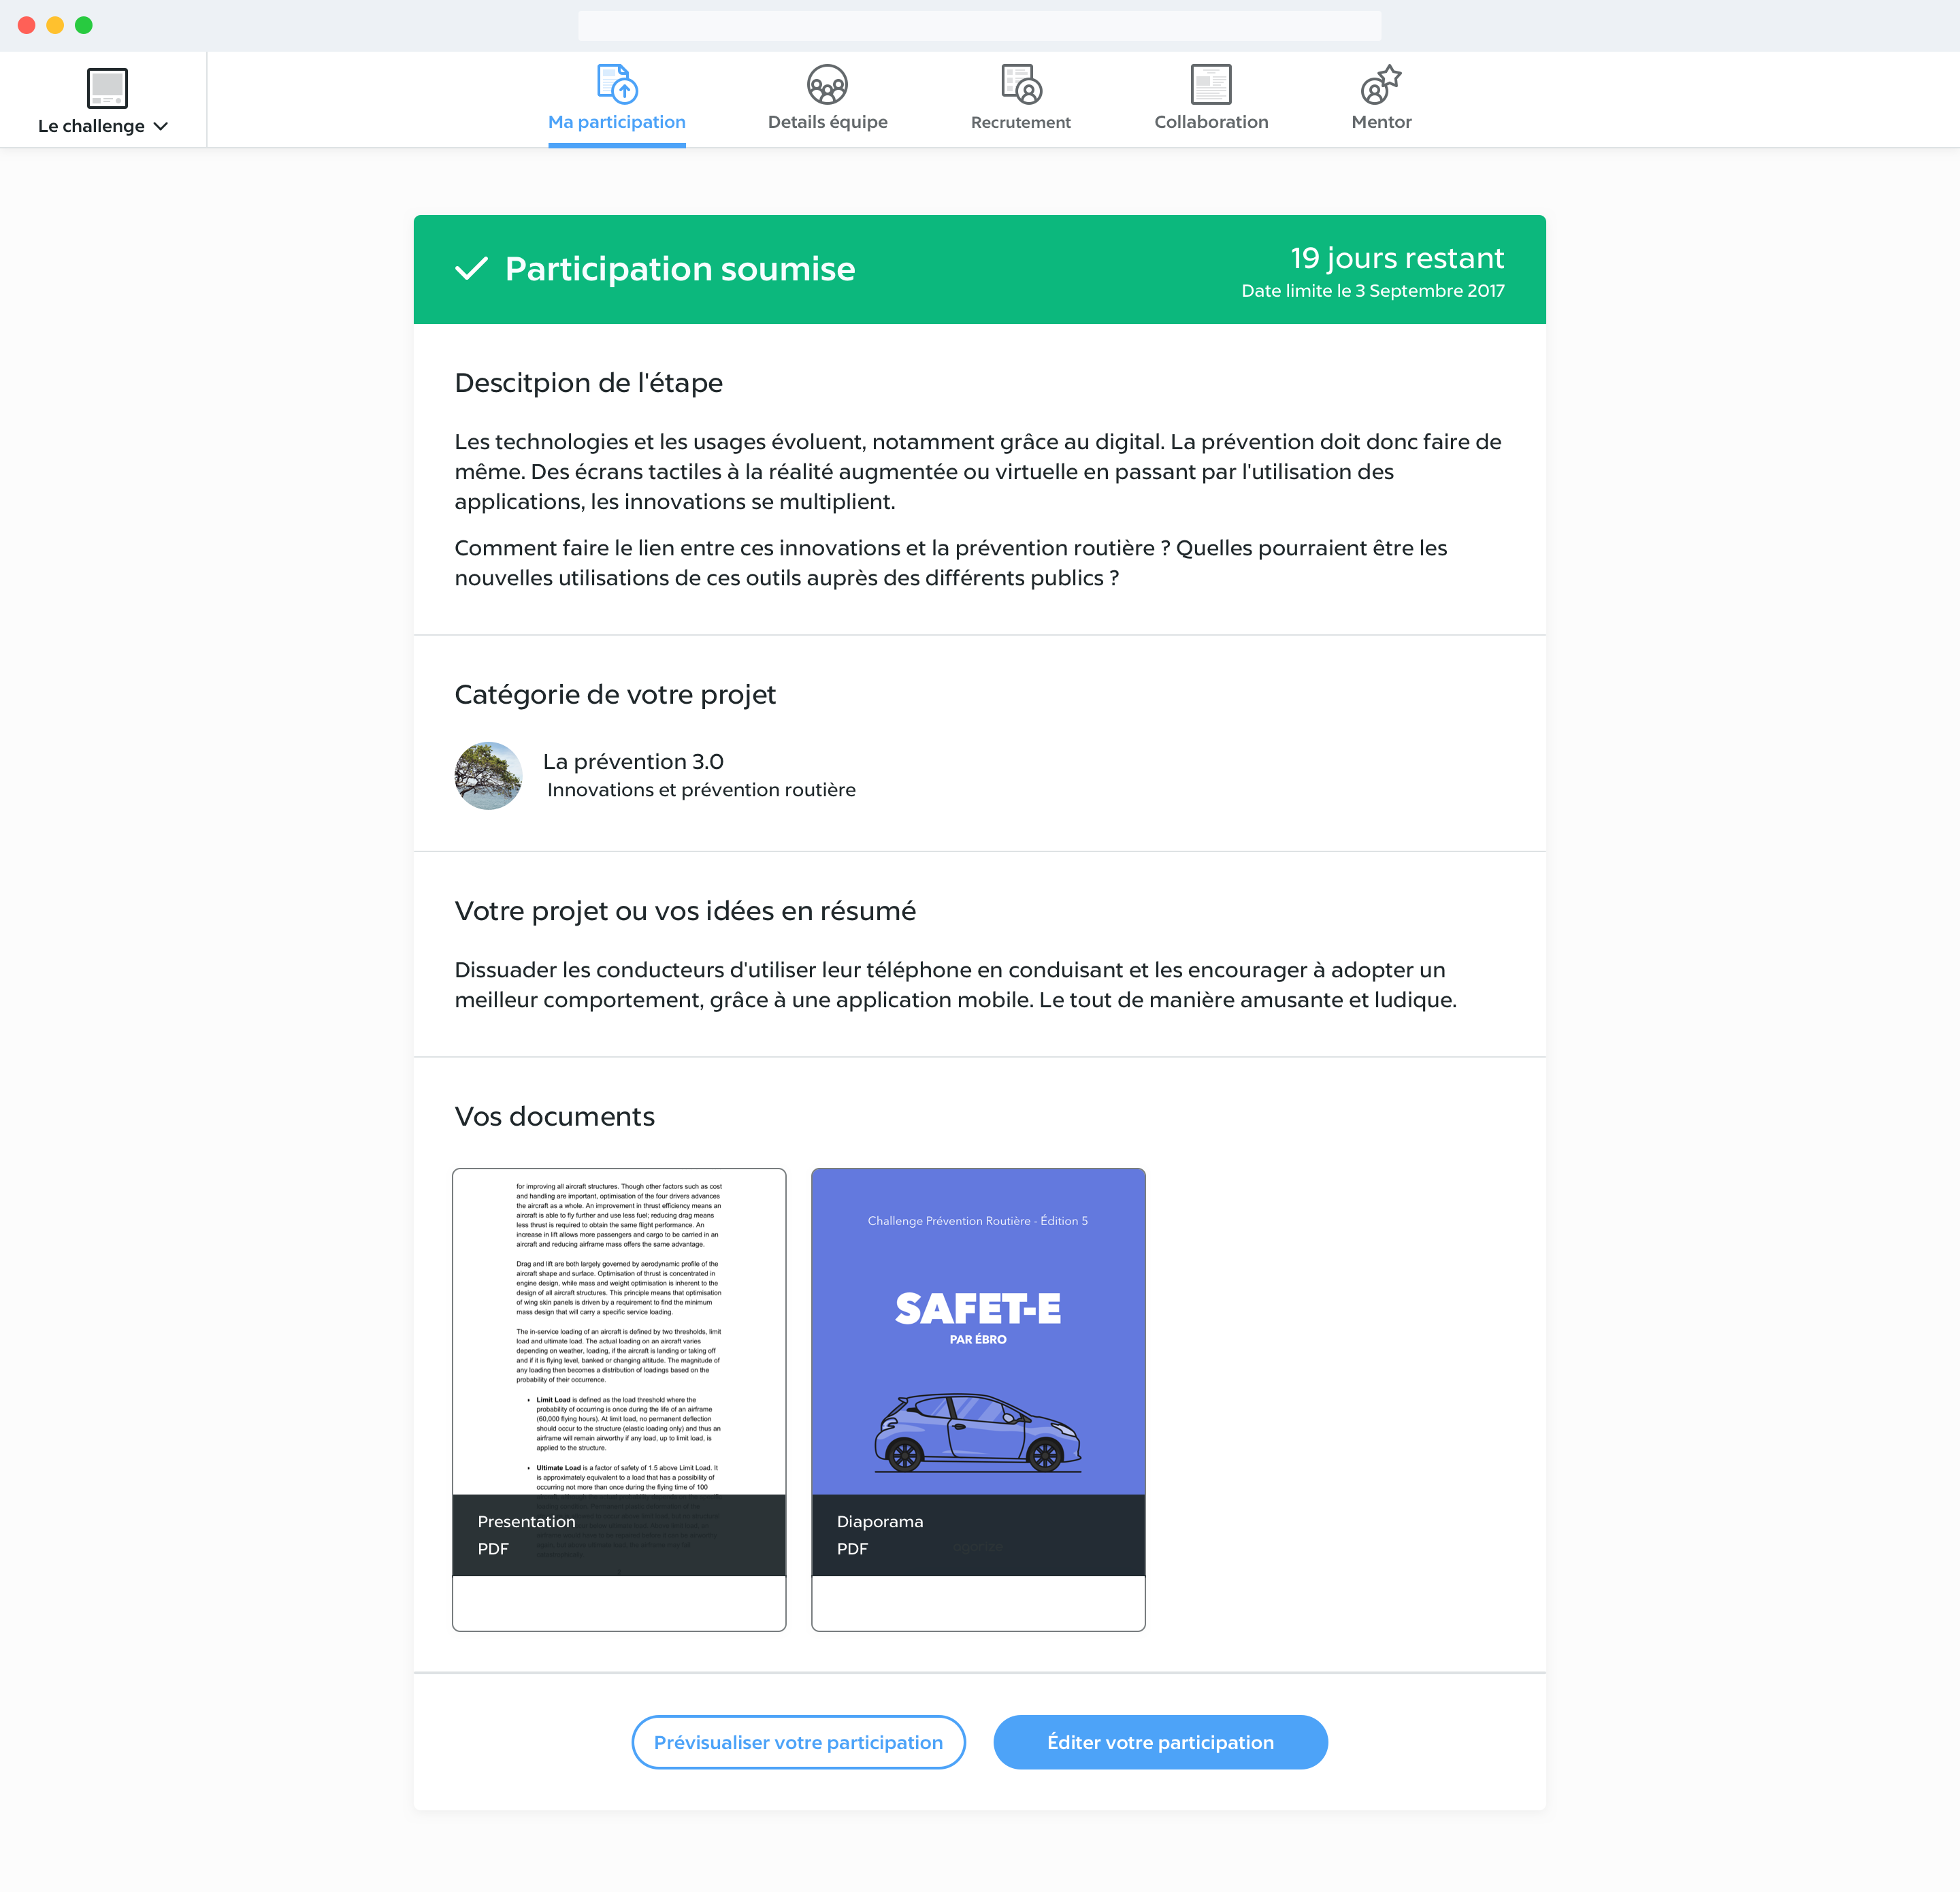 Le challenge
Ma participation
Details équipe
Recrutement
Collaboration
Mentor
Participation soumise
19 jours restant
Date limite le 3 Septembre 2017
Descitpion de l'étape
Les technologies et les usages évoluent, notamment grâce au digital. La prévention doit donc faire de
même. Des écrans tactiles à la réalité augmentée ou virtuelle en passant par l'utilisation des
applications, les innovations se multiplient.
Comment faire le lien entre ces innovations et la prévention routière ? Quelles pourraient être les
nouvelles utilisations de ces outils auprès des différents publics ?
Catégorie de votre projet
La prévention 3.0
Innovations et prévention routière
Votre projet ou vos idées en résumé
Dissuader les conducteurs d'utiliser leur téléphone en conduisant et les encourager à adopter un
meilleur comportement, grâce à une application mobile. Le tout de manière amusante et ludique.
Vos documents
for improving all aircraft structures. Though other factors such as cost
and handling are important, optimisation of the four drivers advances
the aircraft as a whole. An improvement in thrust efficiency means an
aircraft is able to fly further and use less fuel; reducing drag means
less thrust is required to obtain the same flight performance. An
increase in lift allows more passengers and cargo to be carried in an
aircraft and reducing airframe mass offers the same advantage.
Drag and lift are both largely governed by aerodynamic profile of the
aircraft shape and surface. Optimisation of thrust is concentrated in
engine design, while mass and weight optimisation is inherent to the
design of all aircraft structures. This principle means that optimisation
of wing skin panels is driven by a requirement to find the minimum
mass design that will carry a specific service loading.
The in-service loading of an aircraft is defined by two thresholds, limit
load and ultimate load. The actual loading on an aircraft varies
depending on weather, loading, if the aircraft is landing or taking off
and if it is flying level, banked or changing altitude. The magnitude of
any loading then becomes a distribution of loadings based on the
probability of their occurrence.
• Limit Load is defined as the load threshold where the
probability of occurring is once during the life of an airframe
(60,000 flying hours). At limit load, no permanent deflection
should occur to the structure (elastic loading only) and thus an
airframe will remain airworthy if any load, up to limit load, is
applied to the structure.
• Ultimate Load is a factor of safety of 1.5 above Limit Load. It
is approximately equivalent to a load that has a possibility of
occurring not more than once during the flying time of 100
Presentation
PDF
Challenge Prévention Routière - Édition 5
SAFET-E
PAR ÉBRO
Diaporama
PDF
agorize
Prévisualiser votre participation
Éditer votre participation